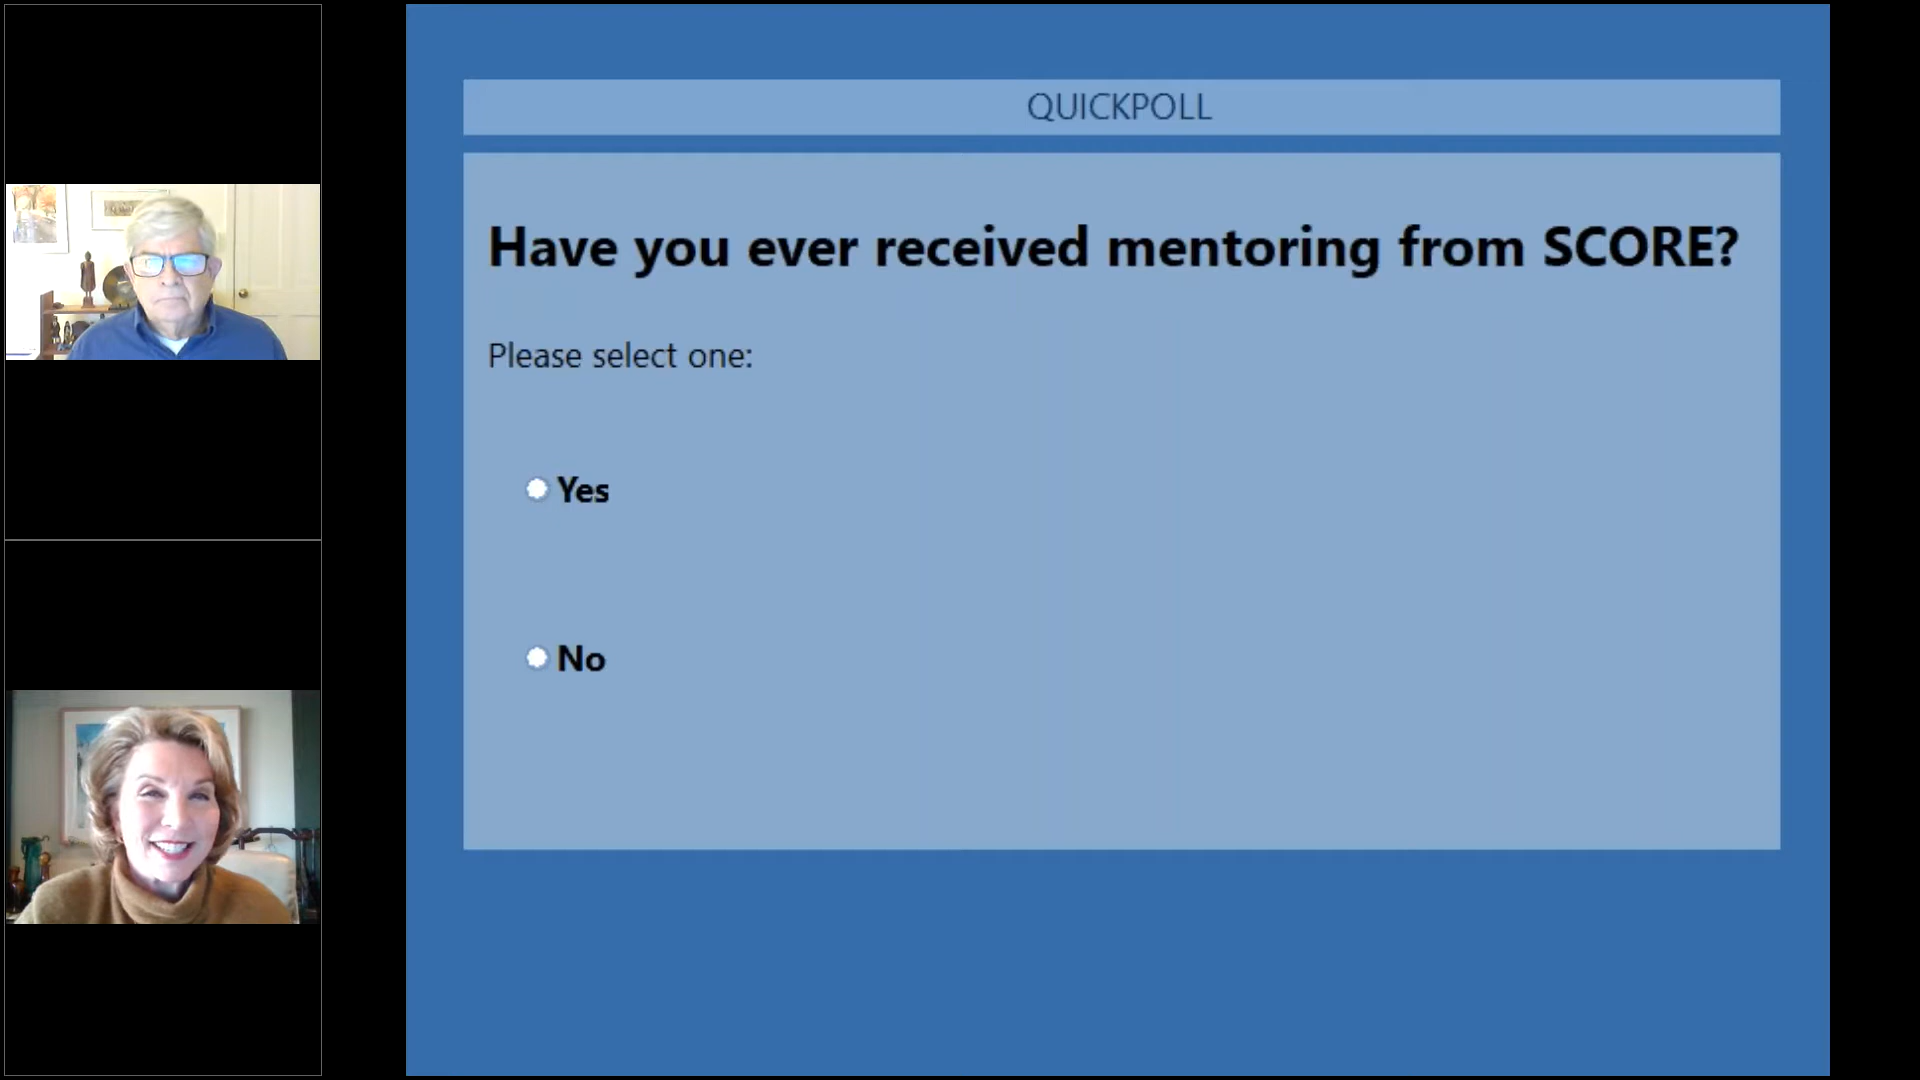 QUICKPOLL
Have you ever received mentoring from SCORE?
Please select one:
Yes
No